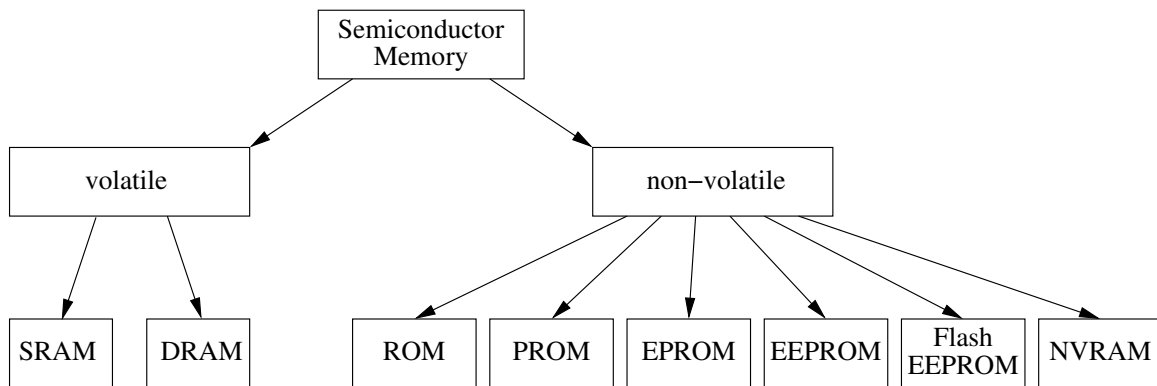 Semiconductor
Memory
volatile
non−volatile
SRAM
DRAM
ROM
PROM
EPROM
EEPROM
Flash
EEPROM
NVRAM